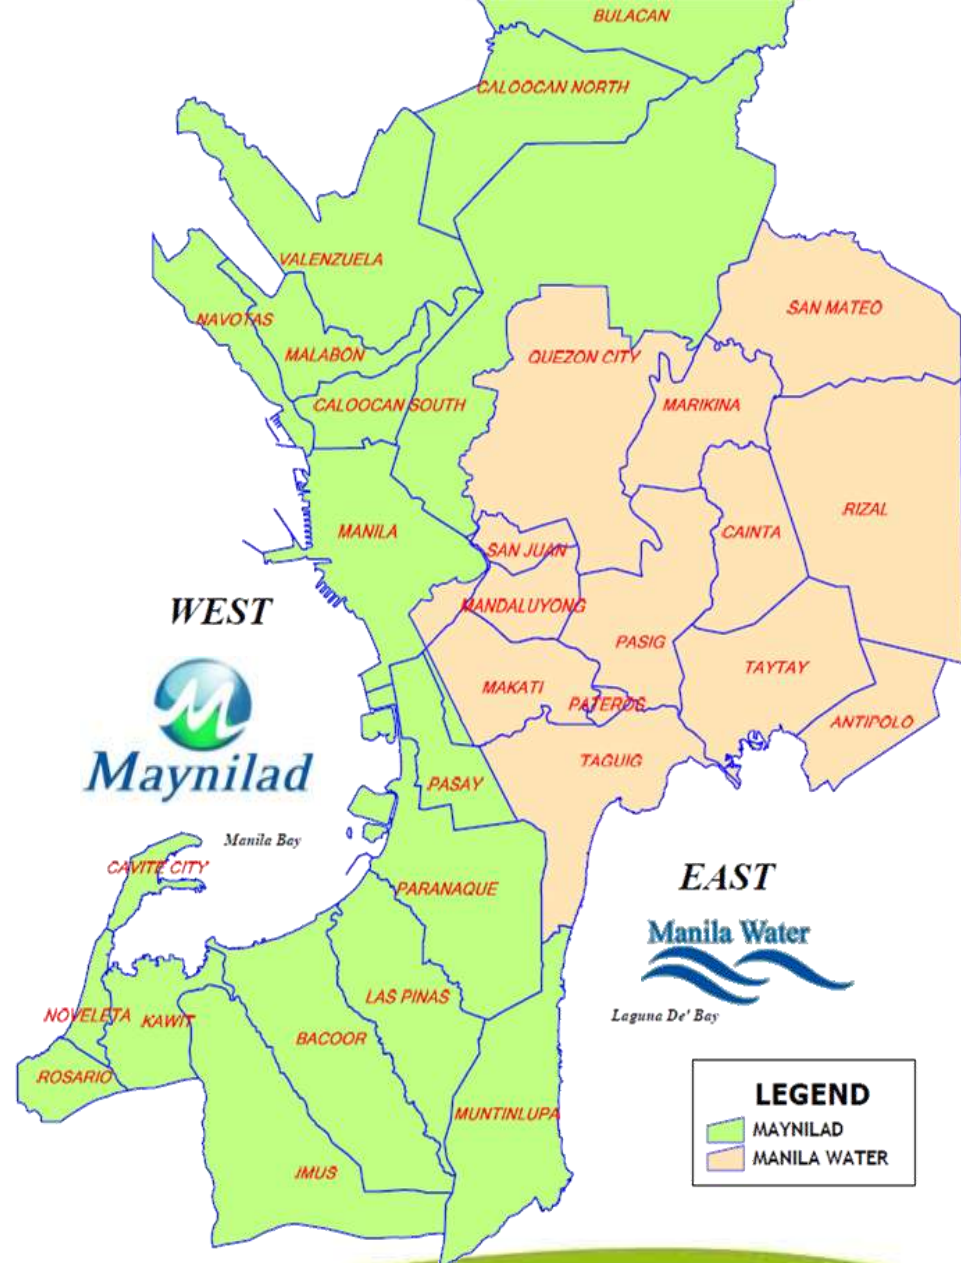 BULACAN
CALOOCAN NORTH
VALENZUELA
SAN MATEO
NAVOTAS
MALABON
QUEZON CITY
CALOOCAN SOUTH
MARIKINA
RIZAL
MANILA
CAINTA
SAN JUAN
WEST
MANDALUYONG
PASIG
TAYTAY
MAKATI
PATEROS
ANTIPOLO
M
Maynilad
TAGUIG
PASAY
Manila Bay
CAVITE CITY
EAST
PARANAQUE
Manila Water
LAS PINAS
NOVELETA
KAWIT
Laguna De' Bay
BACOOR
ROSARIO
MUNTINLUPA
IMUS
LEGEND
MAYNILAD
MANILA WATER